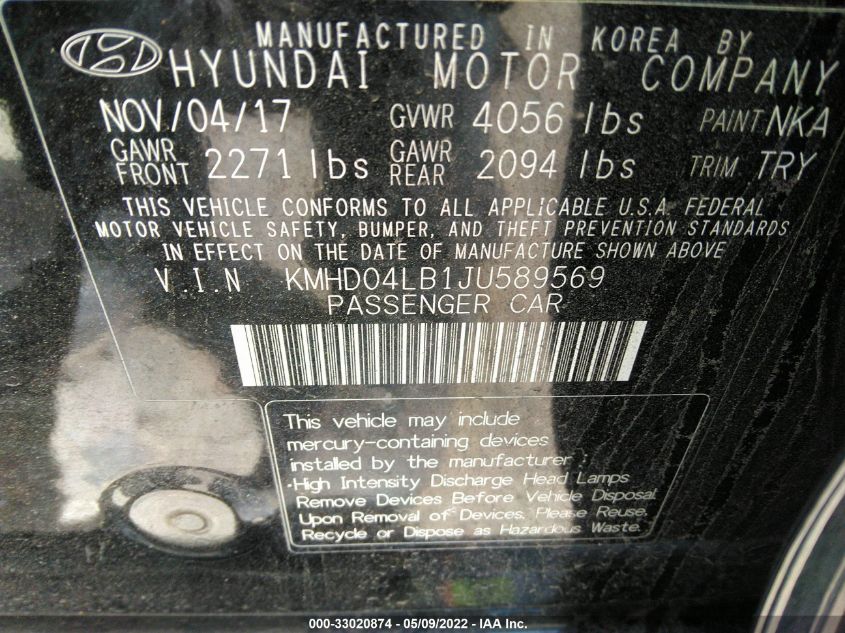 MANUFACTURED IN KOREA BY
HYUNDAI MOTOR COMPANY
NOV/04/17 GVWR 4056 lbs PAINT NKA
GAWR FRONT 2271 lbs GAWR REAR 2094 lbs TRIM TRY
THIS VEHICLE CONFORMS TO ALL APPLICABLE U.S.A. FEDERAL
MOTOR VEHICLE SAFETY, BUMPER, AND THEFT PREVENTION STANDARDS
IN EFFECT ON THE DATE OF MANUFACTURE SHOWN ABOVE
V.I.N KMHD04LB1JU589569
PASSENGER CAR
This vehicle may include
mercury-containing devices
installed by the manufacturer :
·High Intensity Discharge Head Lamps
Remove Devices Before Vehicle Disposal
Upon Removal of Devices, Please Reuse,
Recycle or Dispose as Hazardous Waste.
000-33020874 - 05/09/2022 - IAA Inc.